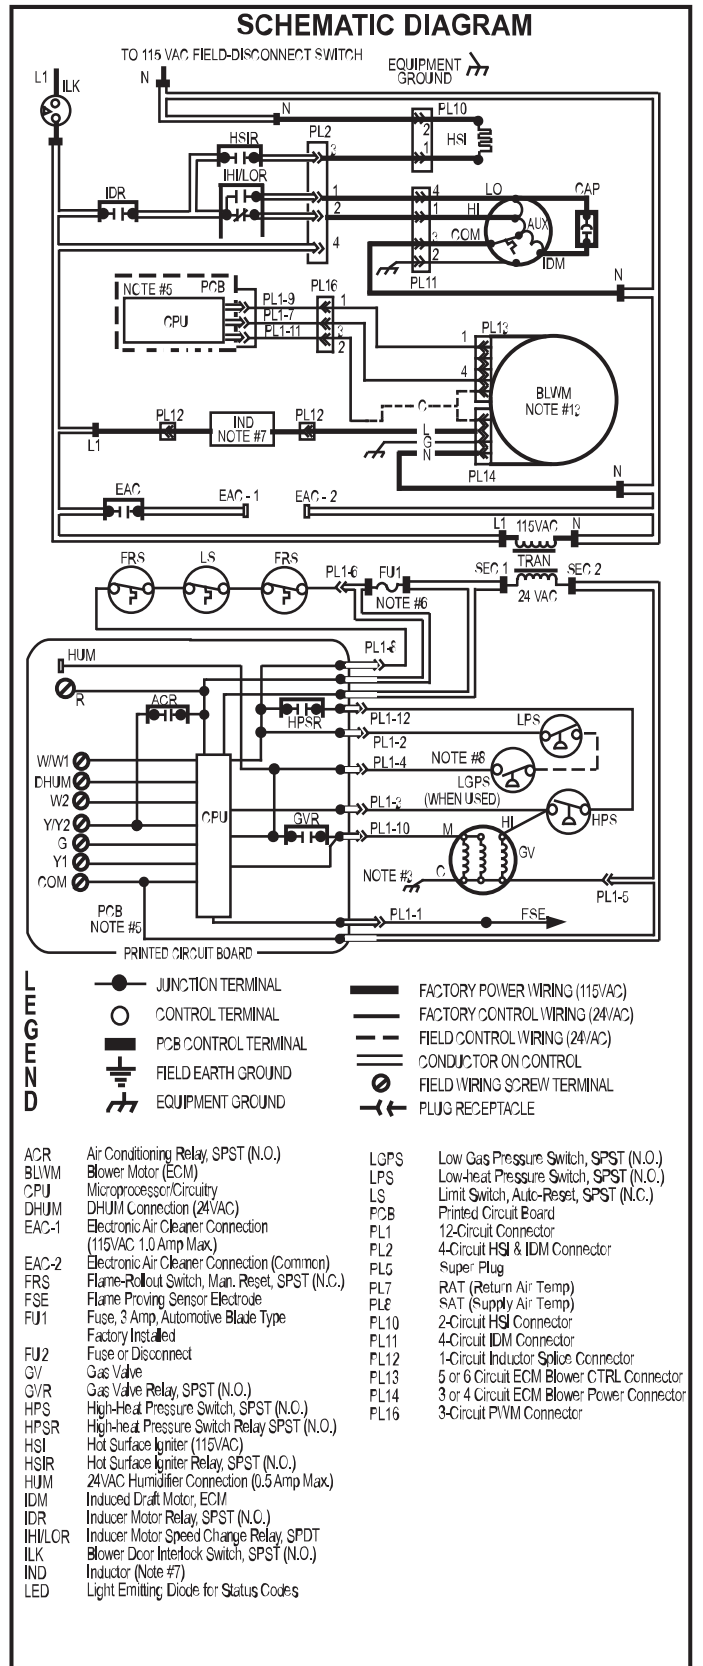 SCHEMATIC DIAGRAM
TO 115 VAC FIELD-DISCONNECT SWITCH
EQUIPMENT
GROUND
L1
N
ILK
N
PL10
HSIR
PL2
3
2
HSI
1
IHI/LOR
IDR
1
4
LO
CAP
2
1
HI
AUX
3
COM
4
2
IDM
PL11
N
NOTE #5
PCB
PL16
PL1-9
1
PL1-7
CPU
PL1-11
3
2
PL13
1
4
BLWM
NOTE #13
C
PL12
IND
NOTE #7
PL12
L1
L
G
N
PL14
N
EAC
EAC - 1
EAC - 2
L1
115VAC
N
TRAN
FRS
LS
FRS
PL1-6
FU1
NOTE #6
SEC 1
SEC 2
24 VAC
HUM
PL1-8
R
ACR
HPSR
PL1-12
LPS
PL1-2
W/W1
PL1-4
NOTE #8
DHUM
LGPS
(WHEN USED)
W2
PL1-3
HPS
CPU
Y/Y2
GVR
PL1-10
M
HI
G
GV
Y1
NOTE #3
C
COM
PL1-5
PCB
NOTE #5
PL1-1
FSE
PRINTED CIRCUIT BOARD
LEGEND
JUNCTION TERMINAL
CONTROL TERMINAL
PCB CONTROL TERMINAL
FIELD EARTH GROUND
EQUIPMENT GROUND
FACTORY POWER WIRING (115VAC)
FACTORY CONTROL WIRING (24VAC)
FIELD CONTROL WIRING (24VAC)
CONDUCTOR ON CONTROL
FIELD WIRING SCREW TERMINAL
PLUG RECEPTACLE
ACR Air Conditioning Relay, SPST (N.O.)
BLWM Blower Motor (ECM)
CPU Microprocessor/Circuitry
DHUM DHUM Connection (24VAC)
EAC-1 Electronic Air Cleaner Connection
(115VAC 1.0 Amp Max.)
EAC-2 Electronic Air Cleaner Connection (Common)
FRS Flame-Rollout Switch, Man. Reset, SPST (N.C.)
FSE Flame Proving Sensor Electrode
FU1 Fuse, 3 Amp, Automotive Blade Type
Factory Installed
FU2 Fuse or Disconnect
GV Gas Valve
GVR Gas Valve Relay, SPST (N.O.)
HPS High-Heat Pressure Switch, SPST (N.O.)
HPSR High-heat Pressure Switch Relay SPST (N.O.)
HSI Hot Surface Igniter (115VAC)
HSIR Hot Surface Igniter Relay, SPST (N.O.)
HUM 24VAC Humidifier Connection (0.5 Amp Max.)
IDM Induced Draft Motor, ECM
IDR Inducer Motor Relay, SPST (N.O.)
IHI/LOR Inducer Motor Speed Change Relay, SPDT
ILK Blower Door Interlock Switch, SPST (N.O.)
IND Inductor (Note #7)
LED Light Emitting Diode for Status Codes
LGPS Low Gas Pressure Switch, SPST (N.O.)
LPS Low-heat Pressure Switch, SPST (N.O.)
LS Limit Switch, Auto-Reset, SPST (N.C.)
PCB Printed Circuit Board
PL1 12-Circuit Connector
PL2 4-Circuit HSI & IDM Connector
PL5 Super Plug
PL7 RAT (Return Air Temp)
PL8 SAT (Supply Air Temp)
PL10 2-Circuit HSI Connector
PL11 4-Circuit IDM Connector
PL12 1-Circuit Inductor Splice Connector
PL13 5 or 6 Circuit ECM Blower CTRL Connector
PL14 3 or 4 Circuit ECM Blower Power Connector
PL16 3-Circuit PWM Connector